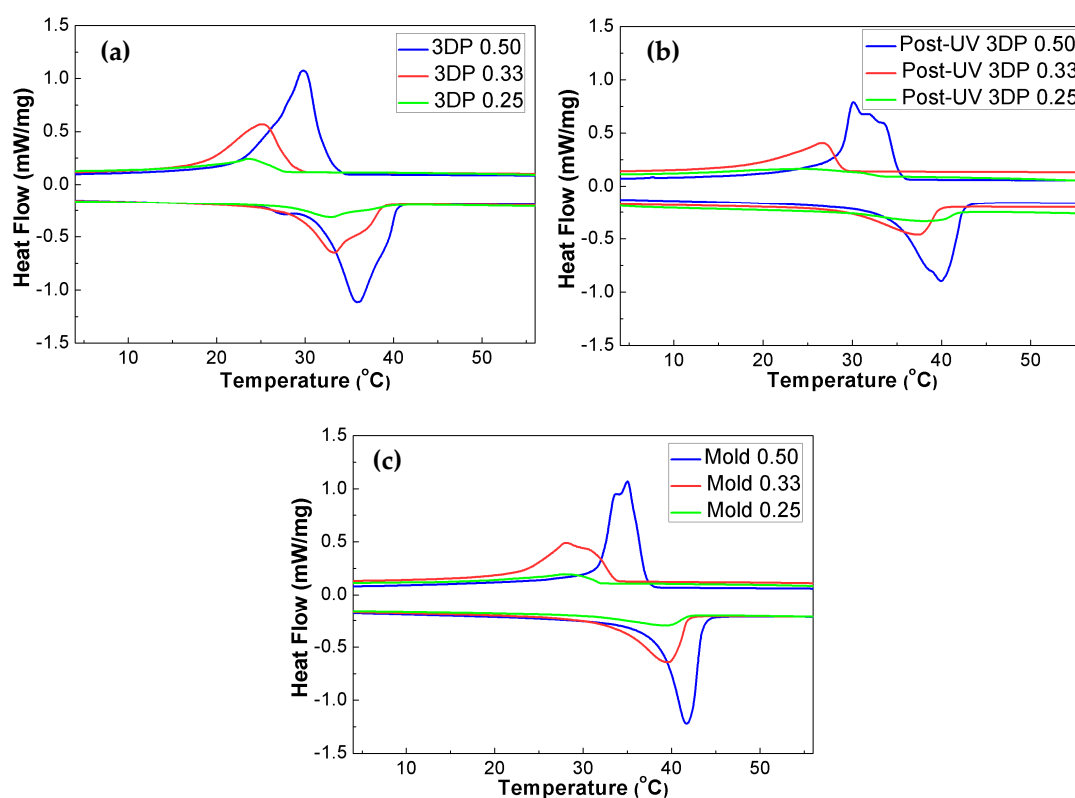 (a)
3DP 0.50
3DP 0.33
3DP 0.25
1.5
1.0
0.5
0.0
-0.5
-1.0
-1.5
Heat Flow (mW/mg)
10 20 30 40 50
Temperature (°C)
(b)
Post-UV 3DP 0.50
Post-UV 3DP 0.33
Post-UV 3DP 0.25
1.5
1.0
0.5
0.0
-0.5
-1.0
-1.5
Heat Flow (mW/mg)
10 20 30 40 50
Temperature (°C)
(c)
Mold 0.50
Mold 0.33
Mold 0.25
1.5
1.0
0.5
0.0
-0.5
-1.0
-1.5
Heat Flow (mW/mg)
10 20 30 40 50
Temperature (°C)